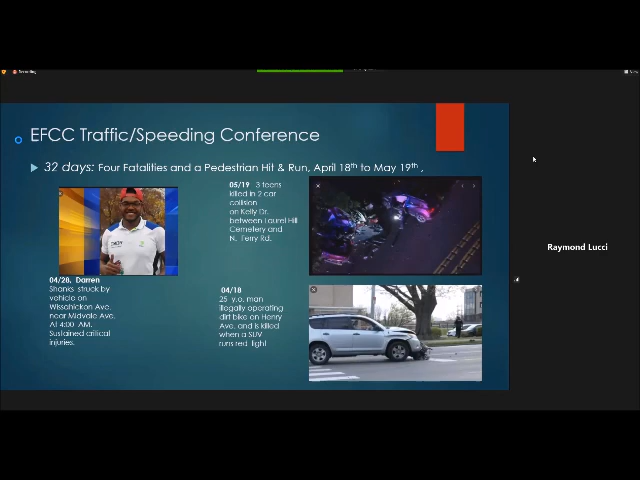 Recording
EFCC Traffic/Speeding Conference
32 days: Four Fatalities and a Pedestrian Hit & Run, April 18th to May 19th ,
05/19 3 teens
killed in 2 car
collision
on Kelly Dr.
between Laurel Hill
Cemetery and
N. Ferry Rd.
Raymond Lucci
04/28, Darren
Shanks struck by
vehicle on
Wissahickon Ave.
near Midvale Ave.
At 4:00 AM.
Sustained critical
injuries.
04/18
25 y.o. man
illegally operating
dirt bike on Henry
Ave. and is killed
when a SUV
runs red light